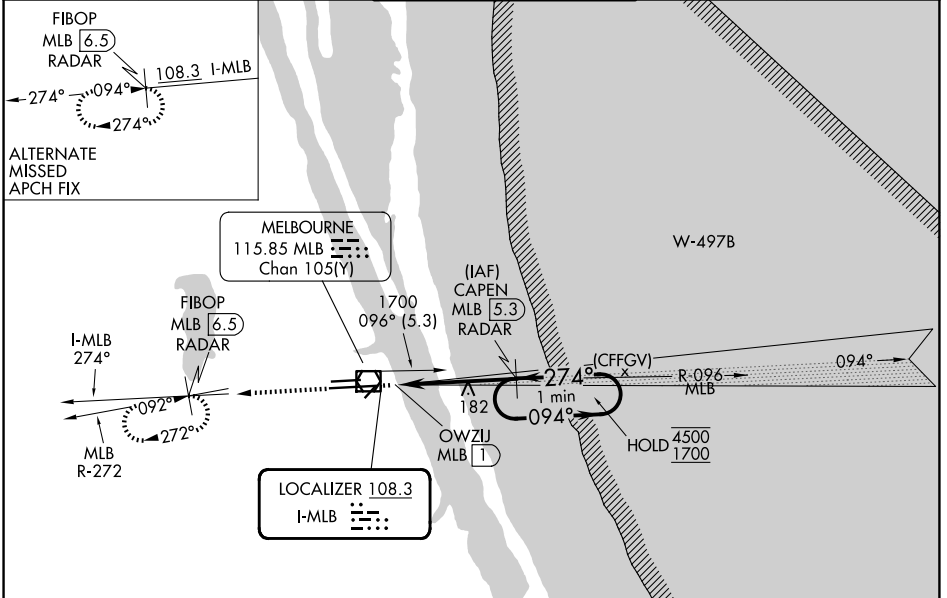 FIBOP
MLB 6.5
RADAR
108.3 I-MLB
274° 094°
274°
ALTERNATE
MISSED
APCH FIX
MELBOURNE
115.85 MLB
Chan 105(Y)
W-497B
(IAF)
CAPEN
MLB 5.3
RADAR
1700
096° (5.3)
FIBOP
MLB 6.5
RADAR
I-MLB
274°
(CFFGV)
x
094°
274°
R-096
MLB
1 min
094°
182
092°
272°
MLB
R-272
OWZIJ
MLB 1
HOLD 4500
1700
LOCALIZER 108.3
I-MLB